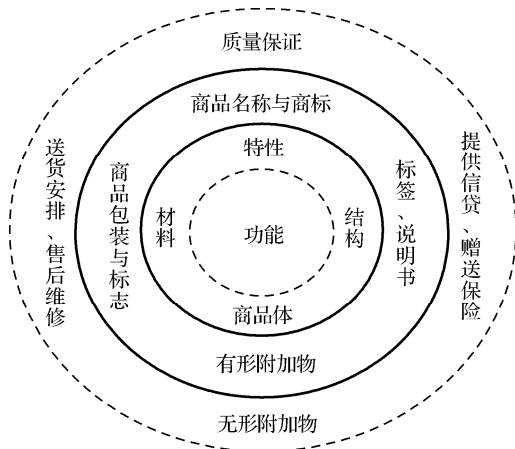 质量保证
商品名称与商标
特性
送货安排、售后维修
商品包装与标志
材料
功能
结构
标签、说明书
提供信贷、赠送保险
商品体
有形附加物
无形附加物